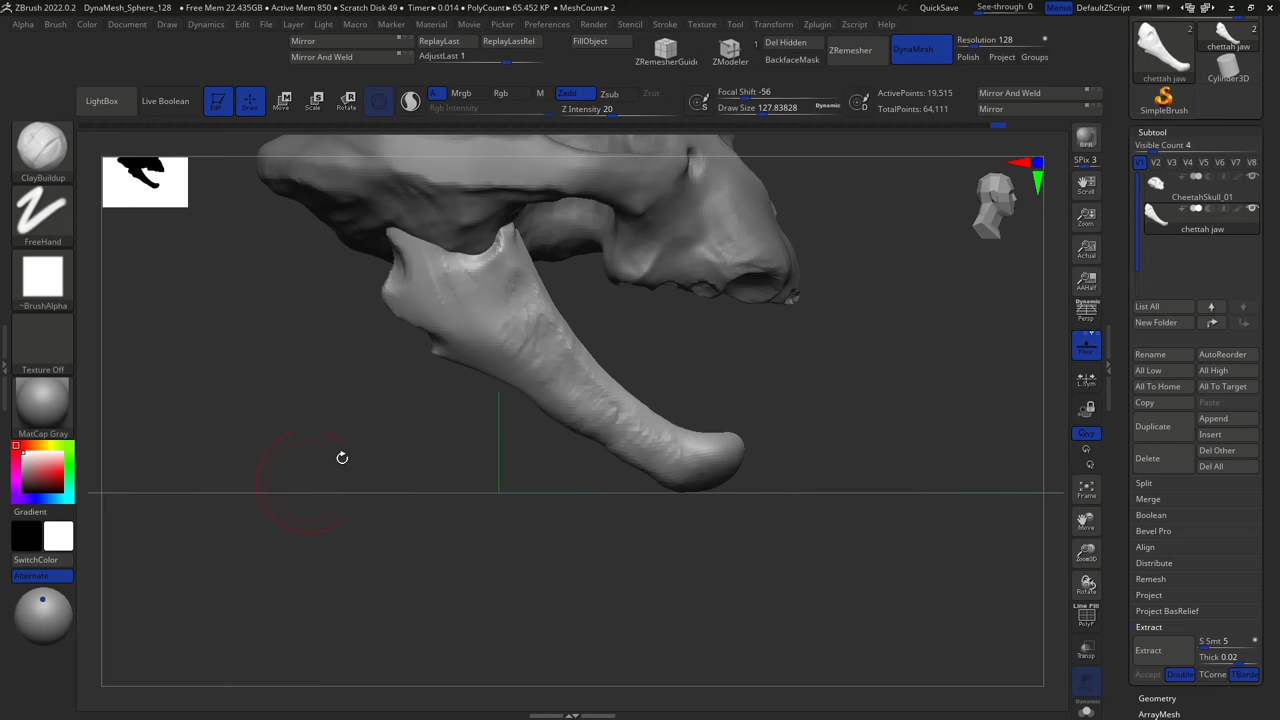 ZBrush 2022.0.2 DynaMesh_Sphere_128 • Free Mem 22.435GB • Active Mem 850 • Scratch Disk 49 • Timer▶0.014 • PolyCount▶65.452 KP • MeshCount▶2 AC QuickSave See-through 0 Menus DefaultZScript
Alpha Brush Color Document Draw Dynamics Edit File Layer Light Macro Marker Material Movie Picker Preferences Render Stencil Stroke Texture Tool Transform Zplugin Zscript Help
Mirror
Mirror And Weld
ReplayLast ReplayLastRel
AdjustLast 1
FillObject
ZRemesherGuide
1
ZModeler
Del Hidden
BackfaceMask
ZRemesher
DynaMesh
Resolution 128
Polish Project Groups
LightBox
Live Boolean
Edit
Draw
Move
Scale
Rotate
A Mrgb Rgb M
Rgb Intensity
Zadd Zsub Zcut
Z Intensity 20
S
Focal Shift -56
Draw Size 127.83828 Dynamic
D
ActivePoints: 19,515
TotalPoints: 64,111
Mirror And Weld
Mirror
ClayBuildup
FreeHand
~BrushAlpha
Texture Off
MatCap Gray
Gradient
SwitchColor
Alternate
BPR
SPix 3
Scroll
Zoom
Actual
AAHalf
Dynamic
Persp
Floor
L.Sym
Frame
Move
Zoom3D
Rotate
Line Fill
PolyF
Transp
Dynamic
2
chettah jaw
2
chettah jaw
Cylinder3D
SimpleBrush
Subtool
Visible Count 4
V1 V2 V3 V4 V5 V6 V7 V8
CheetahSkull_01
chettah jaw
List All
New Folder
Rename AutoReorder
All Low All High
All To Home All To Target
Copy Paste
Duplicate
Append
Insert
Delete
Del Other
Del All
Split
Merge
Boolean
Bevel Pro
Align
Distribute
Remesh
Project
Project BasRelief
Extract
Extract
S Smt 5
Thick 0.02
Accept Double TCorne TBorde
Geometry
ArrayMesh